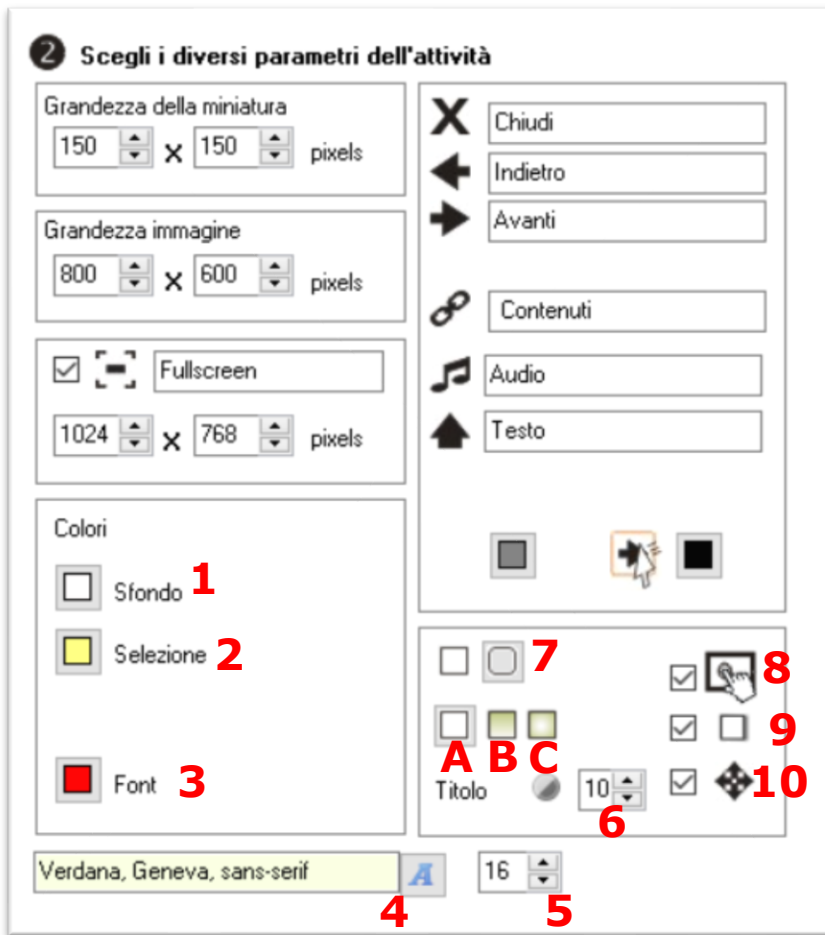 2 Scegli i diversi parametri dell'attività
Grandezza della miniatura
150 x 150 pixels
Grandezza immagine
800 x 600 pixels
Fullscreen
1024 x 768 pixels
Colori
Sfondo 1
Selezione 2
Font 3
Verdana, Geneva, sans-serif A 16
4 5
X Chiudi
Indietro
Avanti
Contenuti
Audio
Testo
7 8
A B C 9
Titolo 10 10
6